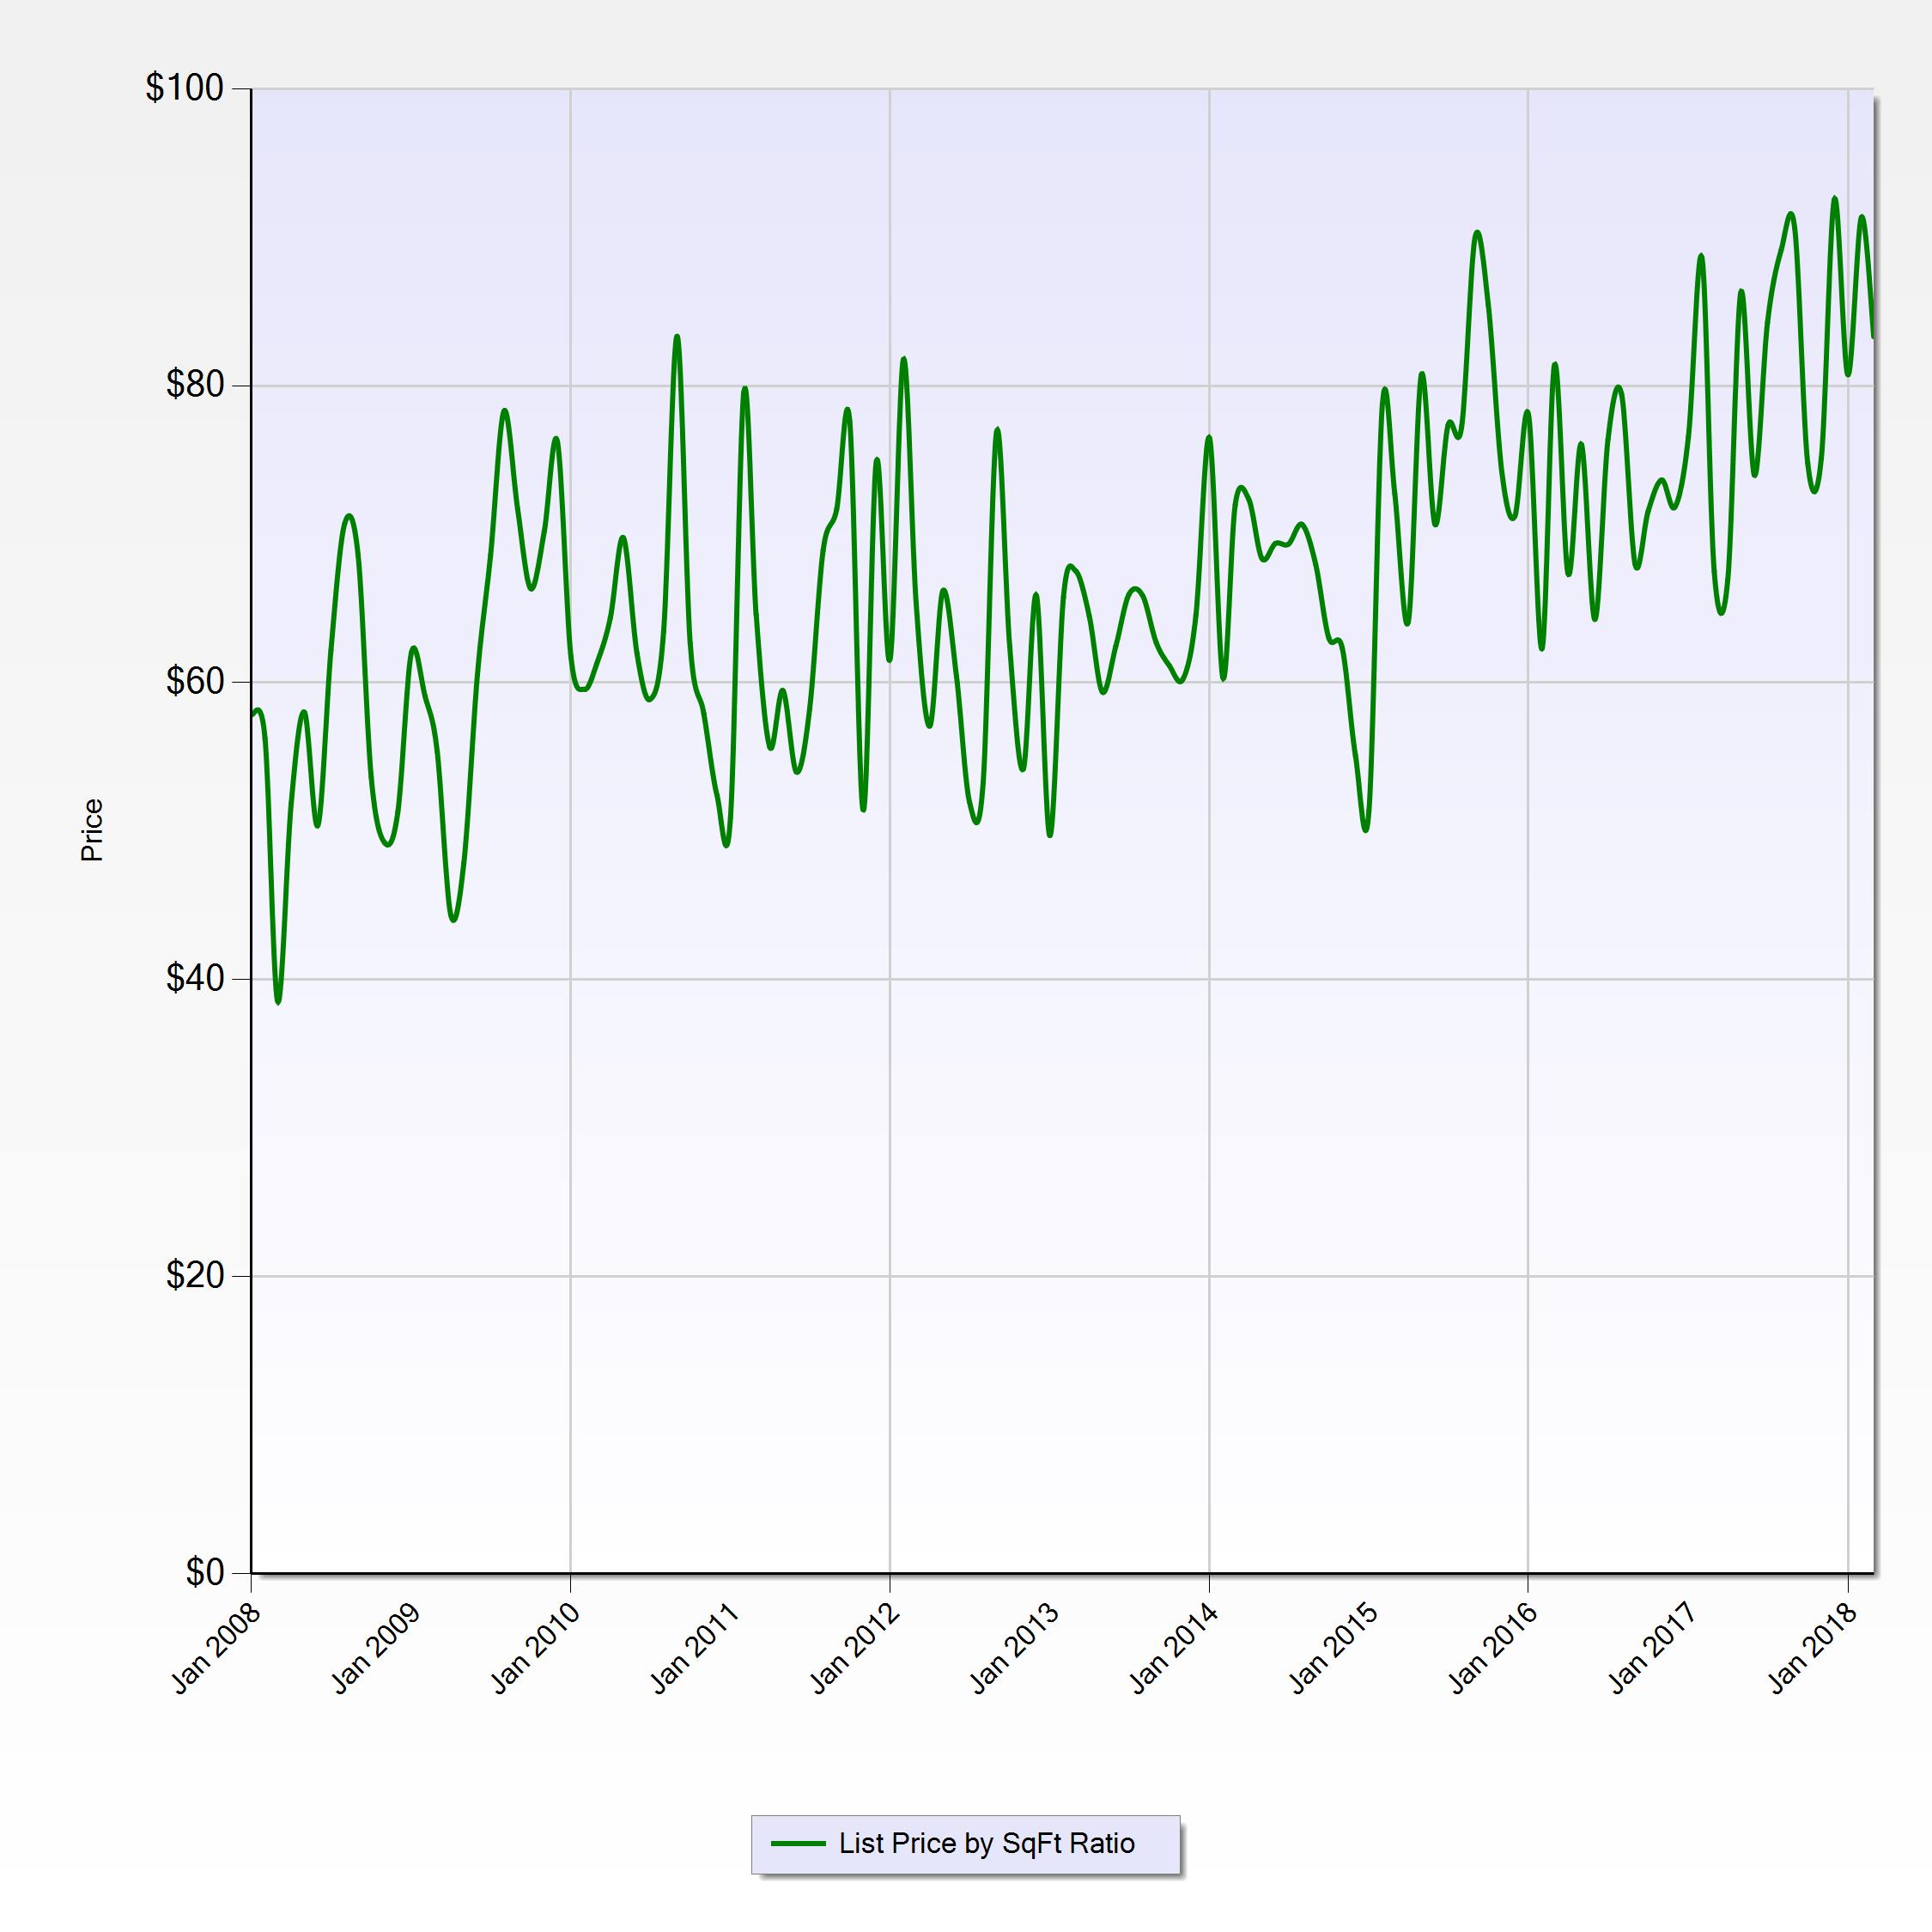 $100
$80
$60
$40
$20
$0
Price
Jan 2008
Jan 2009
Jan 2010
Jan 2011
Jan 2012
Jan 2013
Jan 2014
Jan 2015
Jan 2016
Jan 2017
Jan 2018
List Price by SqFt Ratio